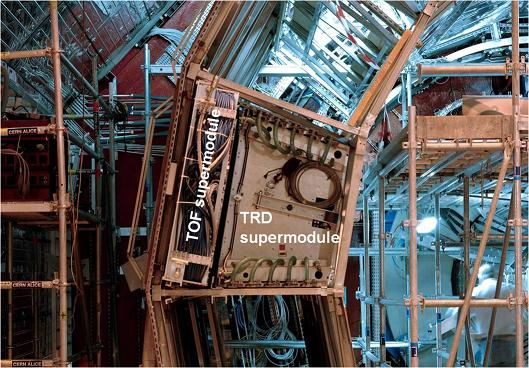 CERN ALICE
TOF supermodule
TRD
supermodule
CERN ALICE
CERN ALICE